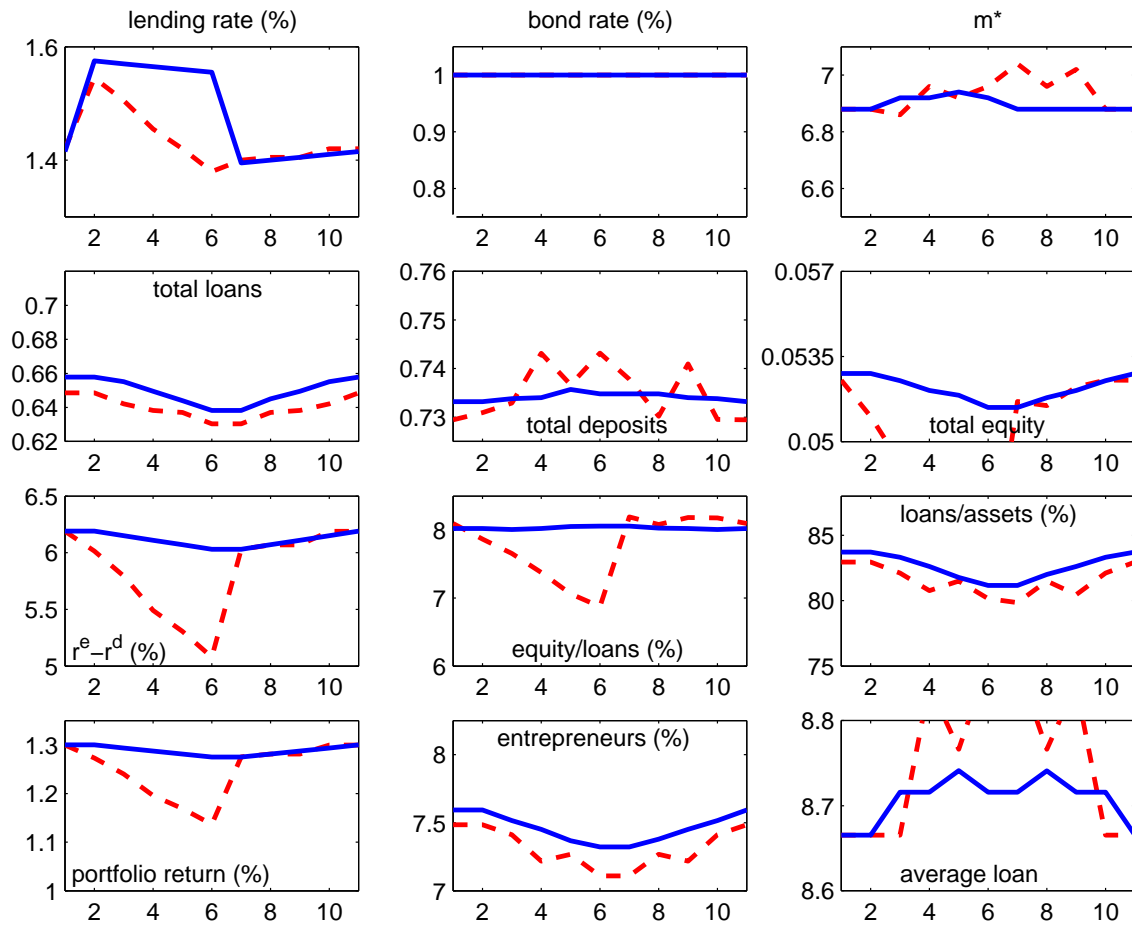 lending rate (%)
bond rate (%)
m*
1.6
1.4
2 4 6 8 10
1
0.9
0.8
2 4 6 8 10
7
6.8
6.6
2 4 6 8 10
total loans
0.7
0.68
0.66
0.64
0.62
2 4 6 8 10
0.76
0.75
0.74
0.73
total deposits
2 4 6 8 10
0.057
0.0535
0.05
total equity
2 4 6 8 10
6.5
6
5.5
5
r^e−r^d (%)
2 4 6 8 10
8
7
6
equity/loans (%)
2 4 6 8 10
loans/assets (%)
85
80
75
2 4 6 8 10
1.3
1.2
1.1
1
portfolio return (%)
2 4 6 8 10
entrepreneurs (%)
8
7.5
7
2 4 6 8 10
8.8
8.7
8.6
average loan
2 4 6 8 10